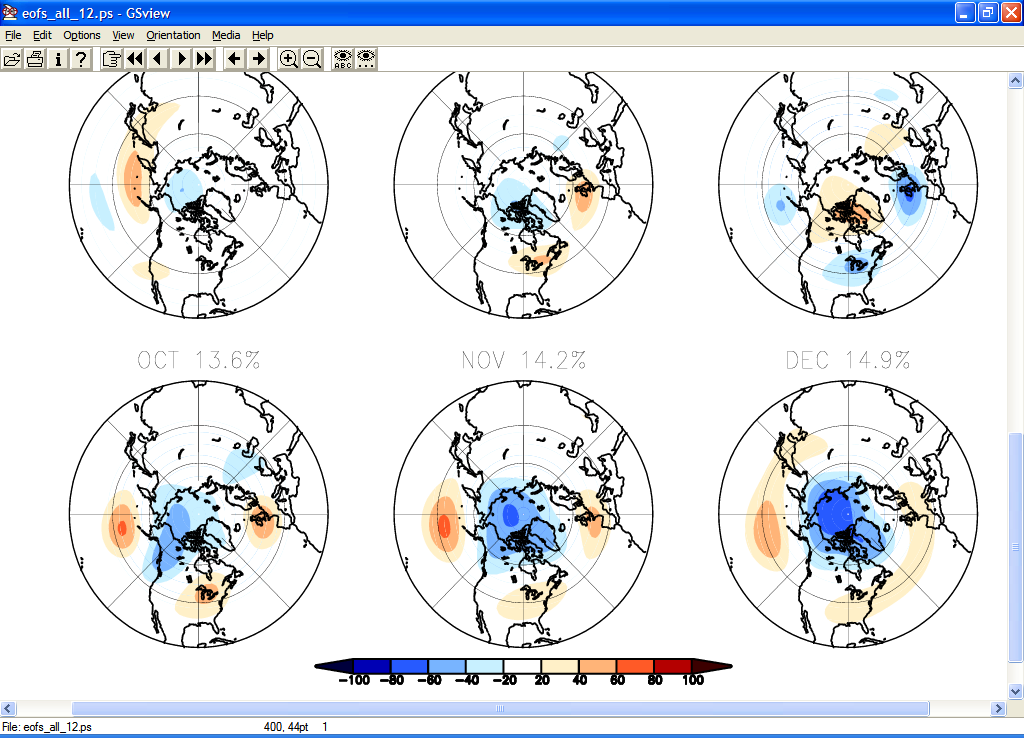 eofs_all_12.ps - GSview
File Edit Options View Orientation Media Help
OCT 13.6% NOV 14.2% DEC 14.9%
-100 -80 -60 -40 -20 20 40 60 80 100
File: eofs_all_12.ps 400, 44pt 1